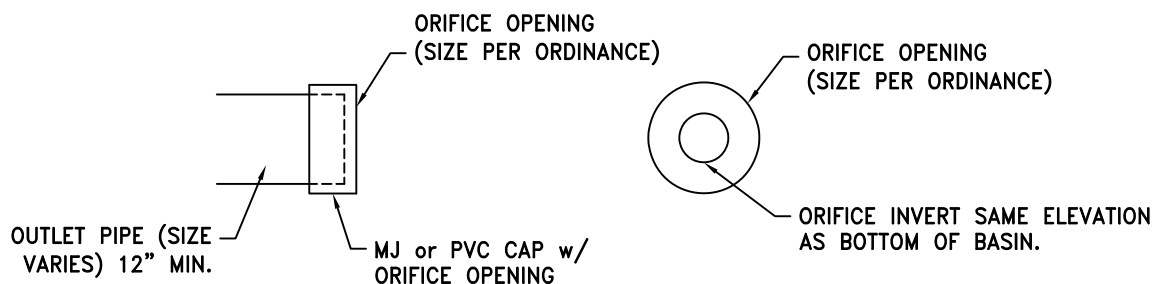 ORIFICE OPENING
(SIZE PER ORDINANCE)
OUTLET PIPE (SIZE
VARIES) 12" MIN.
MJ or PVC CAP w/
ORIFICE OPENING
ORIFICE OPENING
(SIZE PER ORDINANCE)
ORIFICE INVERT SAME ELEVATION
AS BOTTOM OF BASIN.